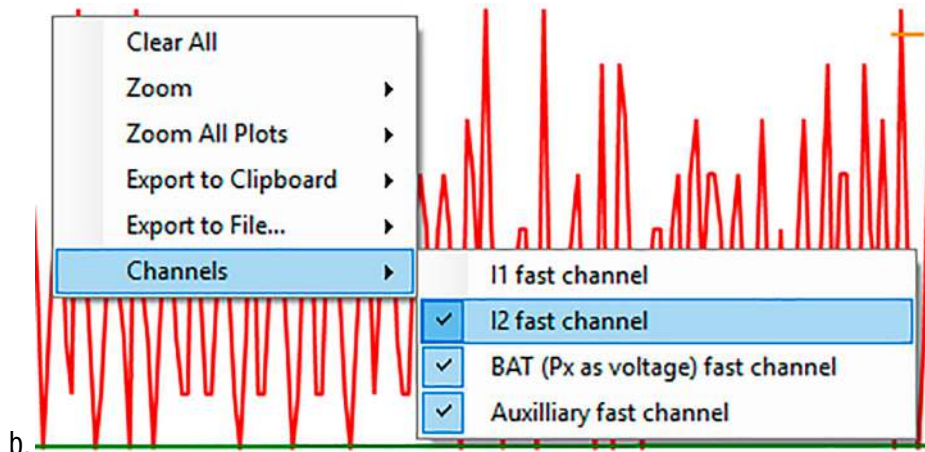 Clear All
Zoom
Zoom All Plots
Export to Clipboard
Export to File...
Channels
I1 fast channel
I2 fast channel
BAT (Px as voltage) fast channel
Auxilliary fast channel
b.